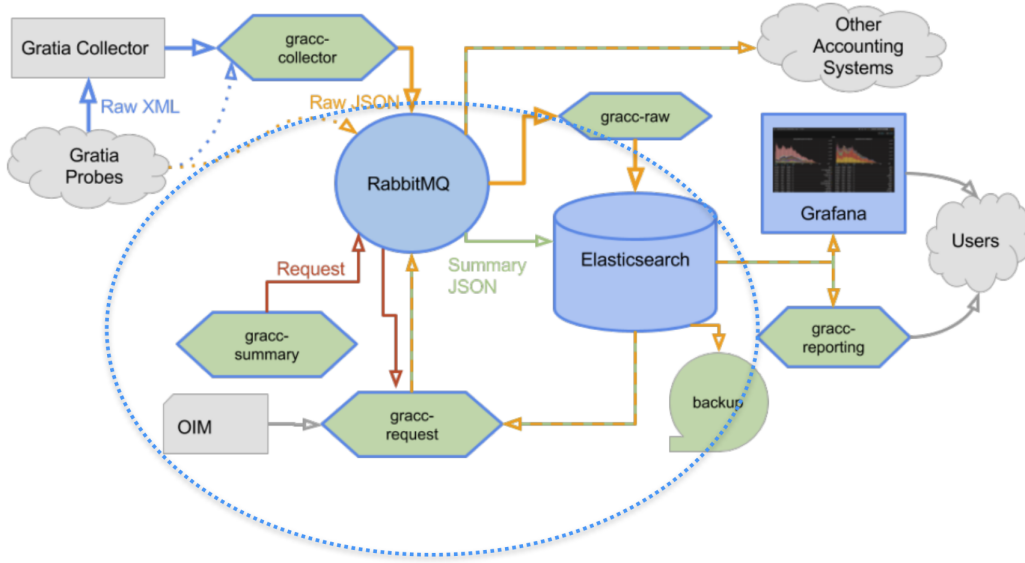 Gratia Collector
gracc-
collector
Other
Accounting
Systems
Raw XML
Raw JSON
gracc-raw
Gratia
Probes
RabbitMQ
Grafana
Users
Request
Summary
JSON
Elasticsearch
gracc-
summary
gracc-
reporting
OIM
gracc-
request
backup